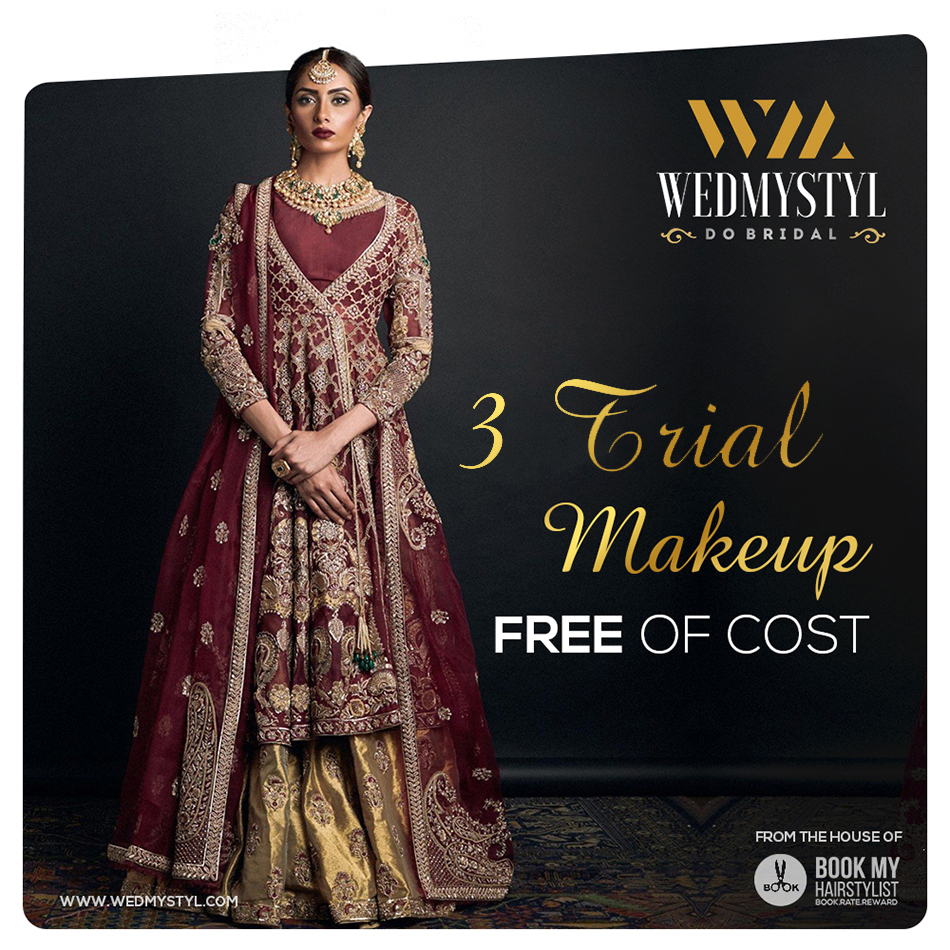 WM
WEDMYSTYL
DO BRIDAL
3 Trial
Makeup
FREE OF COST
FROM THE HOUSE OF
BOOK
BOOK MY
HAIRSTYLIST
BOOK.RATE.REWARD
WWW.WEDMYSTYL.COM